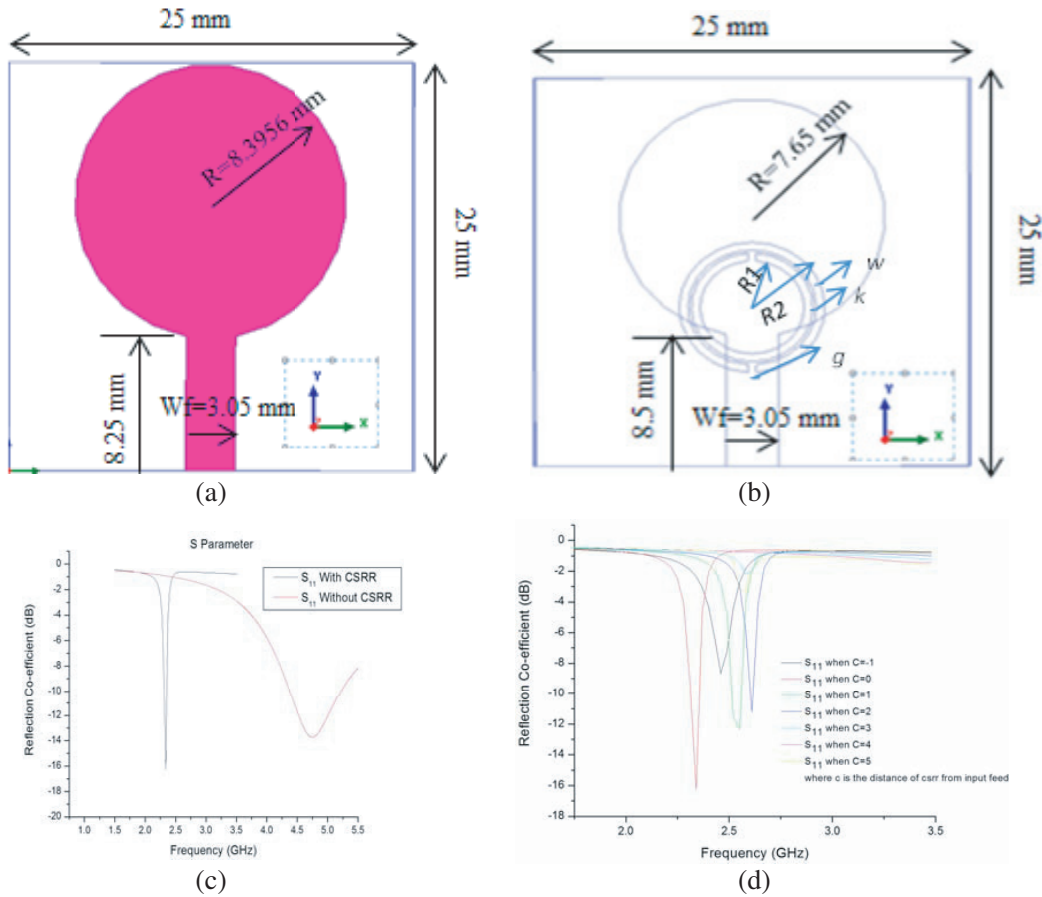 25 mm
R=8.3956 mm
25 mm
8.25 mm
Wf=3.05 mm
Y
X
(a)
25 mm
R=7.65 mm
R1
R2
w
k
g
25 mm
8.5 mm
Wf=3.05 mm
Y
X
(b)
S Parameter
S11 With CSRR
S11 Without CSRR
Reflection Co-efficient (dB)
0
-2
-4
-6
-8
-10
-12
-14
-16
-18
-20
1.0 1.5 2.0 2.5 3.0 3.5 4.0 4.5 5.0 5.5
Frequency (GHz)
(c)
Reflection Co-efficient (dB)
0
-2
-4
-6
-8
-10
-12
-14
-16
-18
S11 when C=-1
S11 when C=0
S11 when C=1
S11 when C=2
S11 when C=3
S11 when C=4
S11 when C=5
where c is the distance of csrr from input feed
2.0 2.5 3.0 3.5
Frequency (GHz)
(d)